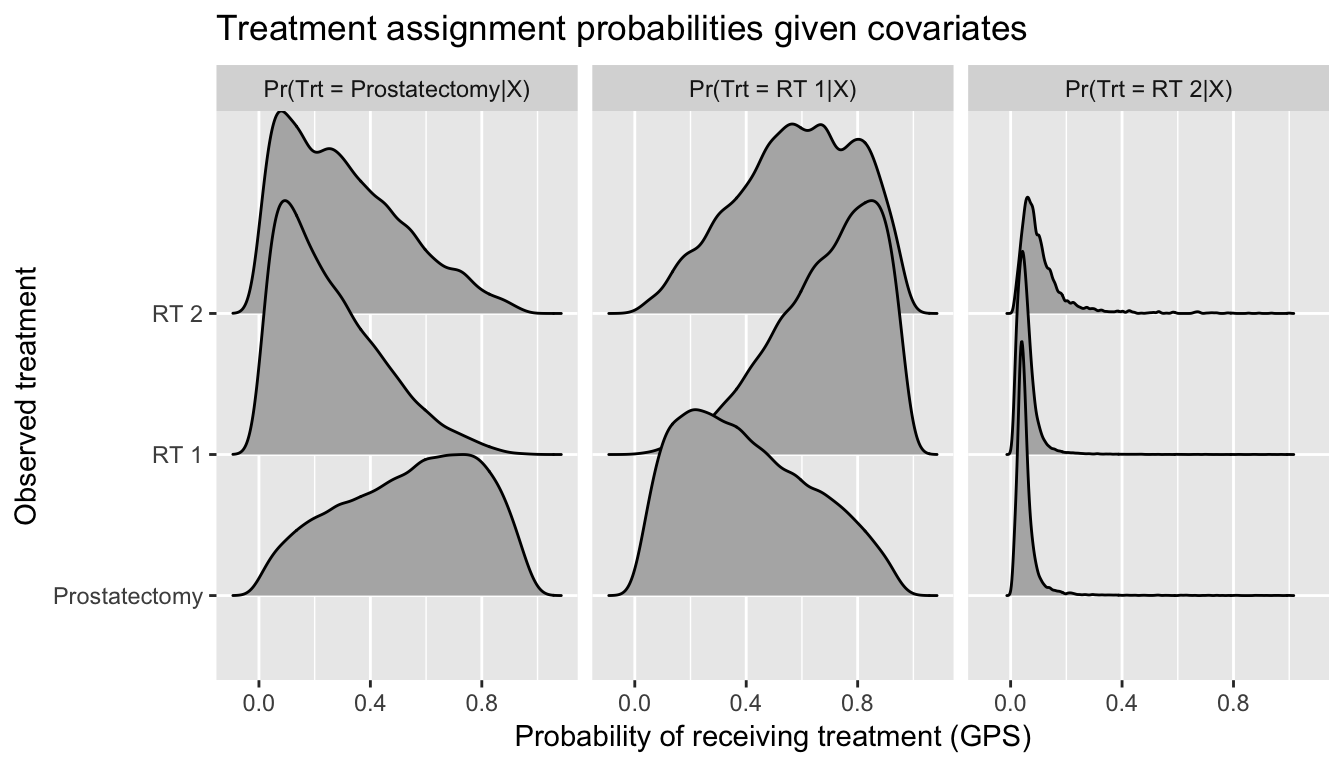 Treatment assignment probabilities given covariates
Pr(Trt = Prostatectomy|X)
Pr(Trt = RT 1|X)
Pr(Trt = RT 2|X)
Observed treatment
RT 2
RT 1
Prostatectomy
0.0 0.4 0.8
0.0 0.4 0.8
0.0 0.4 0.8
Probability of receiving treatment (GPS)